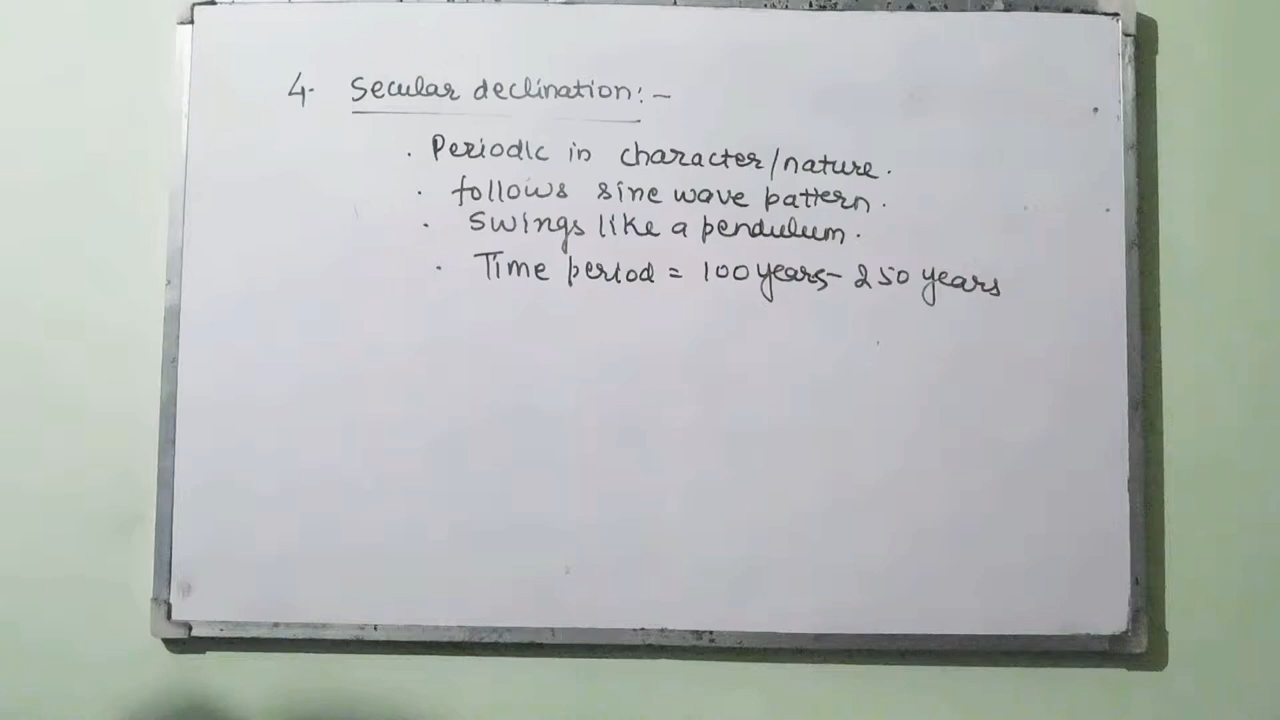 4. Secular declination:-
. Periodic in character/nature.
. follows sine wave pattern.
. Swings like a pendulum.
. Time period = 100 years - 250 years